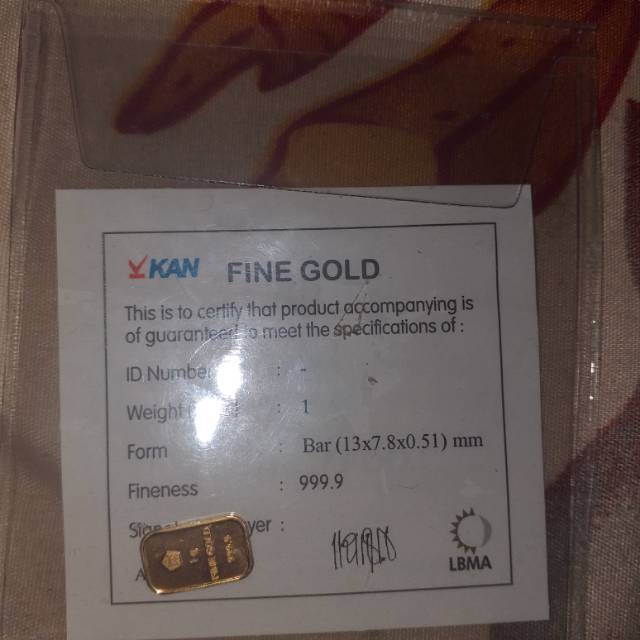 KAN FINE GOLD
This is to certify that product accompanying is
of guaranteed to meet the specifications of :
ID Number : -
Weight : 1
Form : Bar (13x7.8x0.51) mm
Fineness : 999.9
:
LBMA